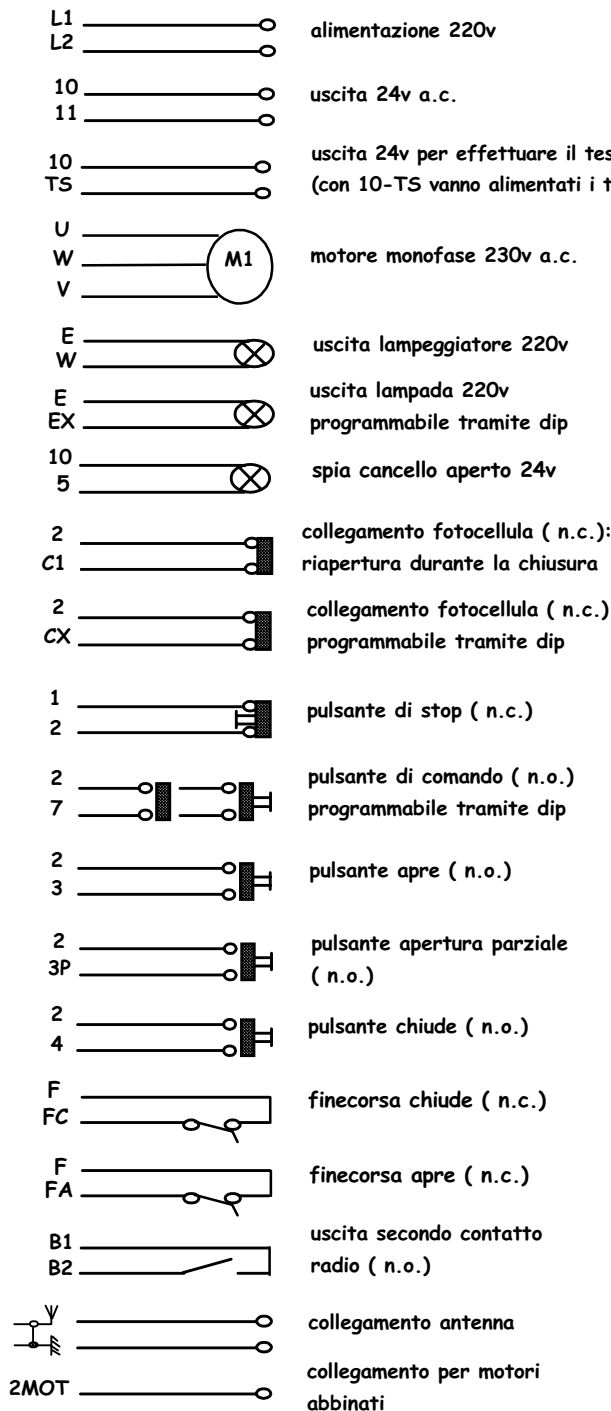 L1
L2
alimentazione 220v
10
11
uscita 24v a.c.
10
TS
uscita 24v per effettuare il
(con 10-TS vanno alimentati i
U
W
V
M1
motore monofase 230v a.c.
E
W
uscita lampeggiatore 220v
E
EX
uscita lampada 220v
programmabile tramite dip
10
5
spia cancello aperto 24v
2
C1
collegamento fotocellula ( n.c.):
riapertura durante la chiusura
2
CX
collegamento fotocellula ( n.c.)
programmabile tramite dip
1
2
pulsante di stop ( n.c.)
2
7
pulsante di comando ( n.o.)
programmabile tramite dip
2
3
pulsante apre ( n.o.)
2
3P
pulsante apertura parziale
( n.o.)
2
4
pulsante chiude ( n.o.)
F
FC
finecorsa chiude ( n.c.)
F
FA
finecorsa apre ( n.c.)
B1
B2
uscita secondo contatto
radio ( n.o.)
collegamento antenna
2MOT
collegamento per motori
abbinati